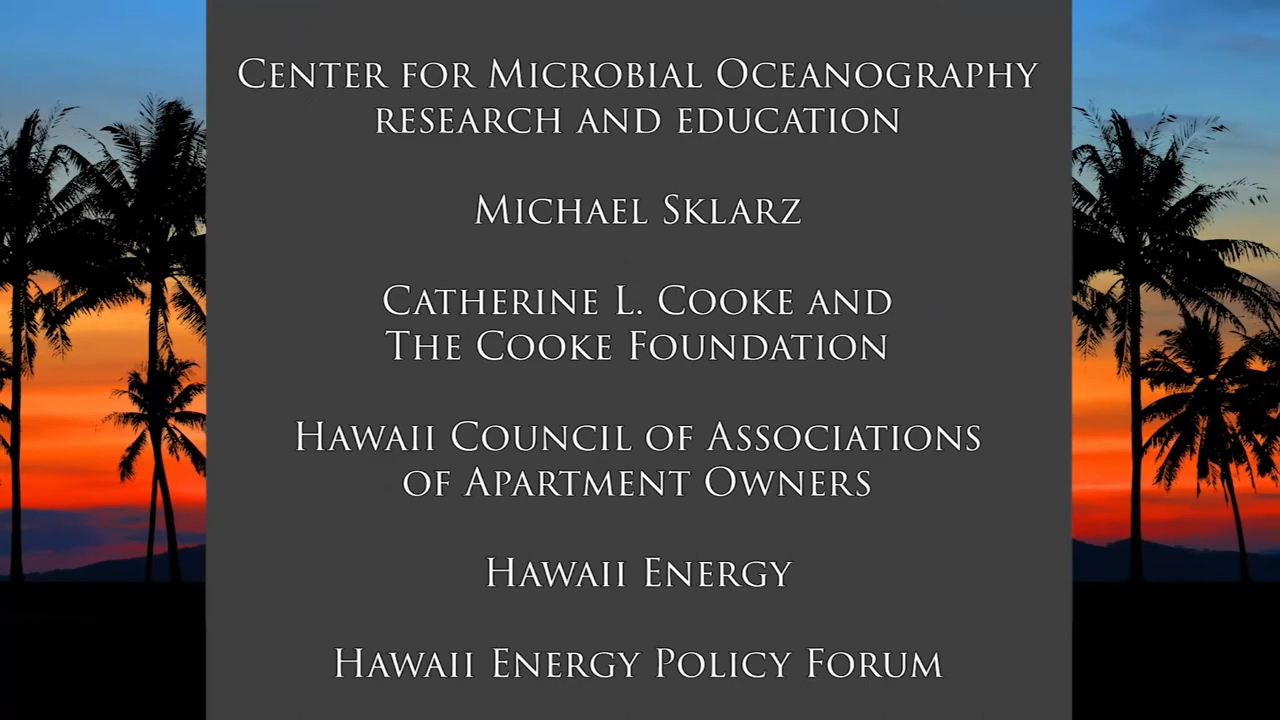 Center for Microbial Oceanography
research and education
Michael Sklarz
Catherine L. Cooke and
The Cooke Foundation
Hawaii Council of Associations
of Apartment Owners
Hawaii Energy
Hawaii Energy Policy Forum